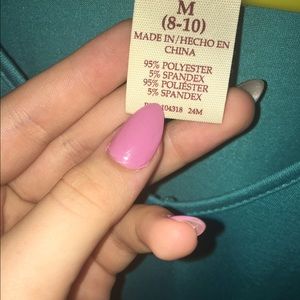 M
(8-10)
MADE IN/HECHO EN
CHINA
95% POLYESTER
5% SPANDEX
95% POLIÉSTER
5% SPANDEX
104318 24M